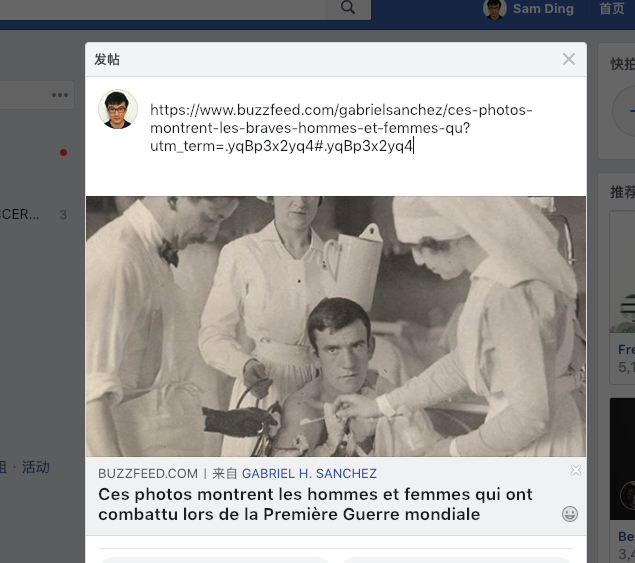 Sam Ding
首页
发帖
快拍
https://www.buzzfeed.com/gabrielsanchez/ces-photos-
montrent-les-braves-hommes-et-femmes-qu?
utm_term=.yqBp3x2yq4#.yqBp3x2yq4
CCER... 3
推荐
Fre
5,1
组 · 活动
BUZZFEED.COM | 来自 GABRIEL H. SANCHEZ
Ces photos montrent les hommes et femmes qui ont
combattu lors de la Première Guerre mondiale
Be
3,4